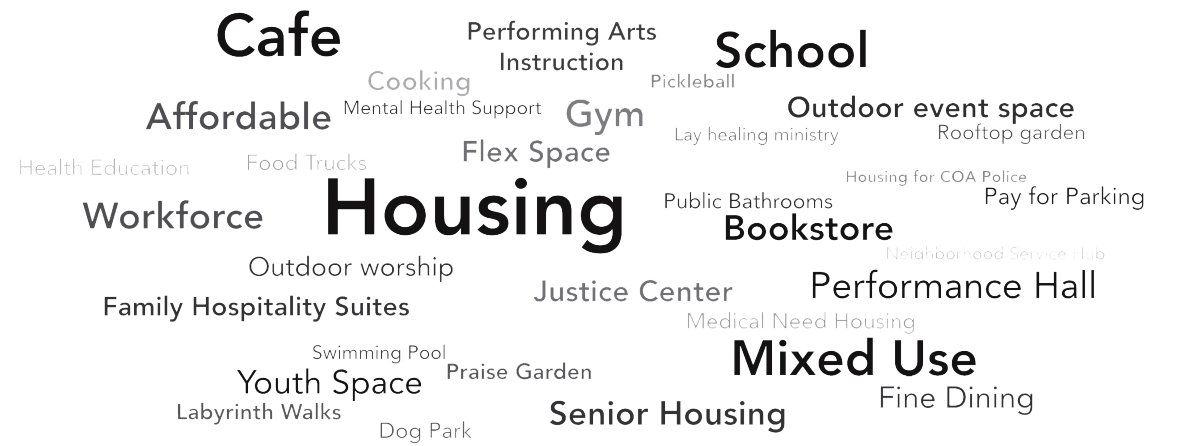 Cafe
Performing Arts
Instruction
School
Cooking
Pickleball
Affordable
Mental Health Support
Gym
Outdoor event space
Lay healing ministry
Rooftop garden
Health Education
Food Trucks
Flex Space
Housing for COA Police
Housing
Public Bathrooms
Pay for Parking
Workforce
Bookstore
Neighborhood Service Hub
Outdoor worship
Performance Hall
Justice Center
Family Hospitality Suites
Medical Need Housing
Swimming Pool
Mixed Use
Youth Space
Praise Garden
Fine Dining
Labyrinth Walks
Senior Housing
Dog Park